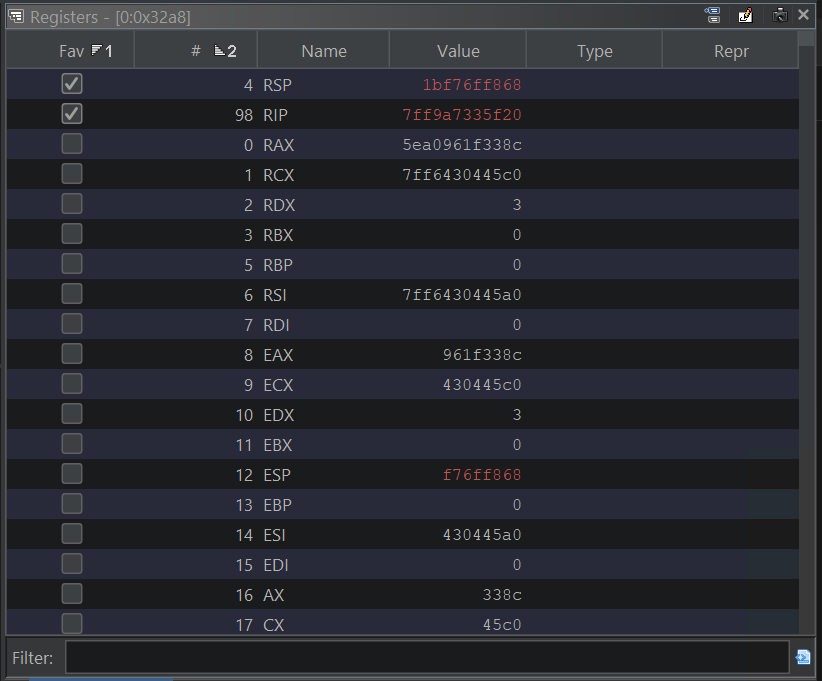 Registers - [0:0x32a8]
Fav 1 # 2 Name Value Type Repr
4 RSP 1bf76ff868
98 RIP 7ff9a7335f20
0 RAX 5ea0961f338c
1 RCX 7ff6430445c0
2 RDX 3
3 RBX 0
5 RBP 0
6 RSI 7ff6430445a0
7 RDI 0
8 EAX 961f338c
9 ECX 430445c0
10 EDX 3
11 EBX 0
12 ESP f76ff868
13 EBP 0
14 ESI 430445a0
15 EDI 0
16 AX 338c
17 CX 45c0
Filter: